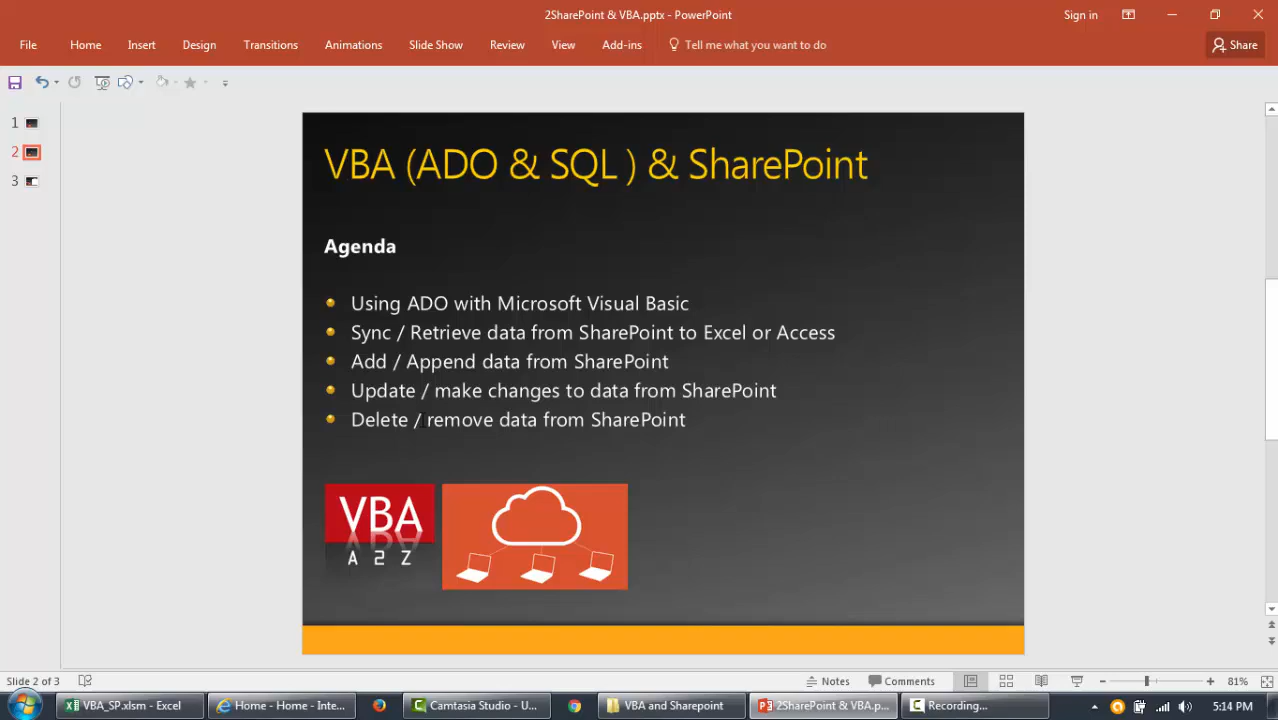 2SharePoint & VBA.pptx - PowerPoint
Sign in
File Home Insert Design Transitions Animations Slide Show Review View Add-ins Tell me what you want to do Share
1
2
3
VBA (ADO & SQL ) & SharePoint
Agenda
Using ADO with Microsoft Visual Basic
Sync / Retrieve data from SharePoint to Excel or Access
Add / Append data from SharePoint
Update / make changes to data from SharePoint
Delete / remove data from SharePoint
VBA
A 2 Z
Slide 2 of 3 Notes Comments 81%
VBA_SP.xlsm - Excel Home - Home - Inte... Camtasia Studio - U... VBA and Sharepoint 2SharePoint & VBA.p... Recording... 5:14 PM